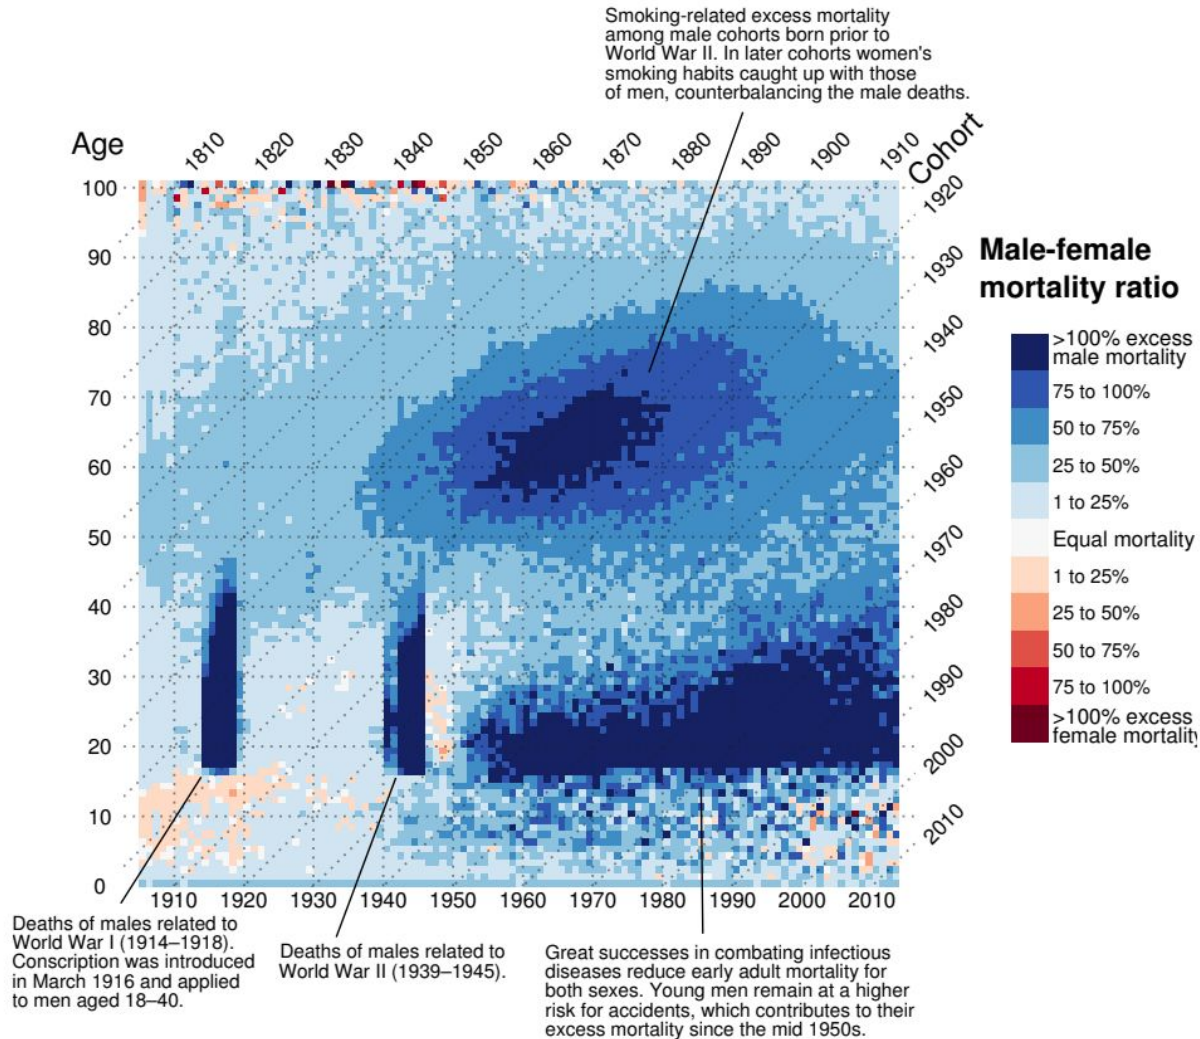 Smoking-related excess mortality
among male cohorts born prior to
World War II. In later cohorts women's
smoking habits caught up with those
of men, counterbalancing the male deaths.
Age
1810
1820
1830
1840
1850
1860
1870
1880
1890
1900
1910
Cohort
1920
1930
1940
1950
1960
1970
1980
1990
2000
2010
100
90
80
70
60
50
40
30
20
10
0
1910
1920
1930
1940
1950
1960
1970
1980
1990
2000
2010
Male-female
mortality ratio
>100% excess
male mortality
75 to 100%
50 to 75%
25 to 50%
1 to 25%
Equal mortality
1 to 25%
25 to 50%
50 to 75%
75 to 100%
>100% excess
female mortality
Deaths of males related to
World War I (1914–1918).
Conscription was introduced
in March 1916 and applied
to men aged 18–40.
Deaths of males related to
World War II (1939–1945).
Great successes in combating infectious
diseases reduce early adult mortality for
both sexes. Young men remain at a higher
risk for accidents, which contributes to their
excess mortality since the mid 1950s.